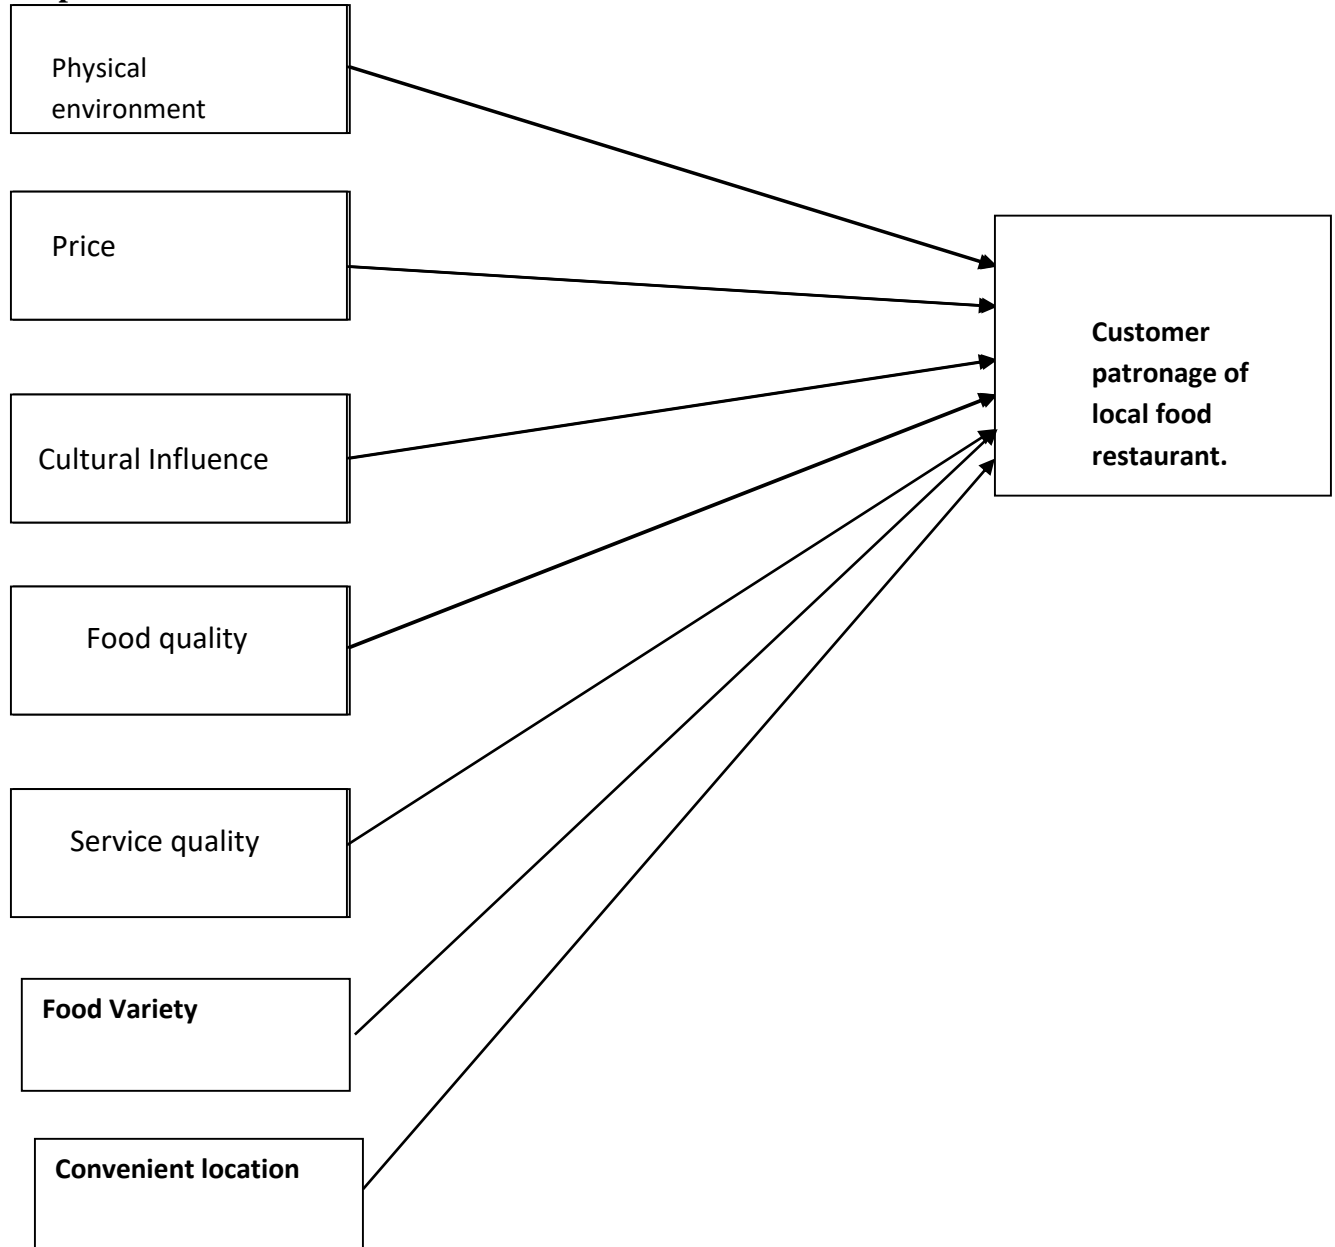 Physical
environment
Price
Cultural Influence
Food quality
Service quality
Food Variety
Convenient location
Customer
patronage of
local food
restaurant.